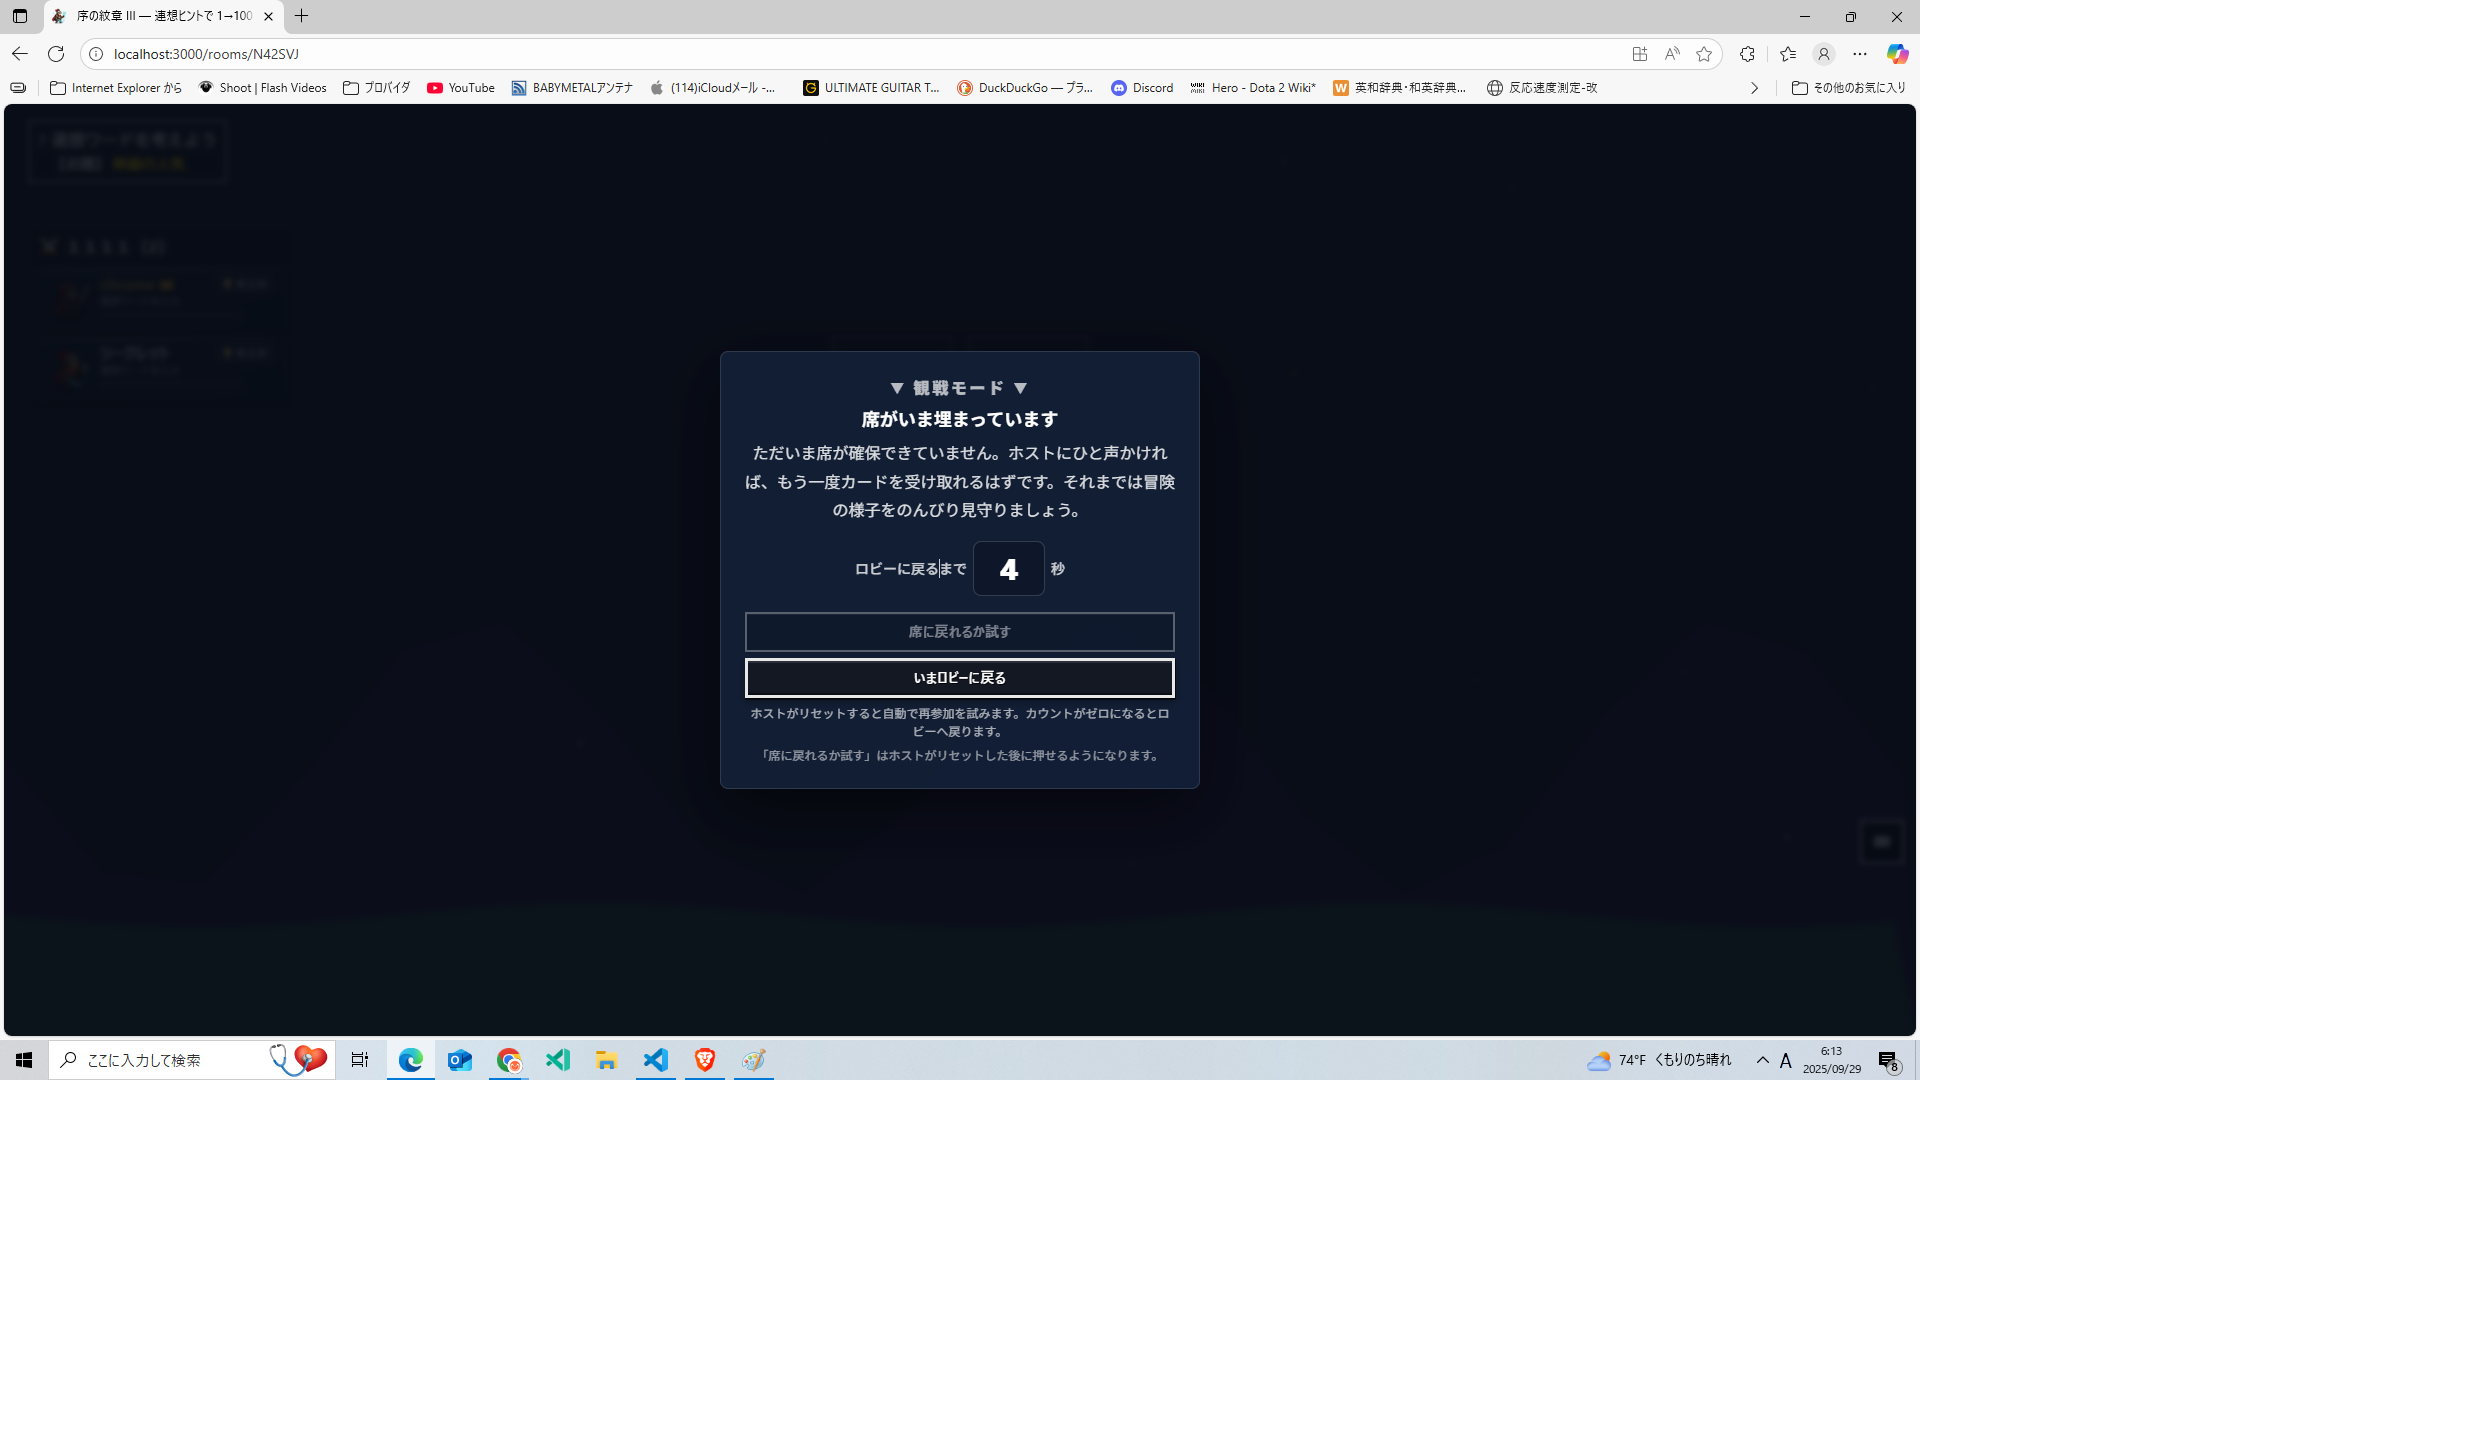 序の紋章 III — 連想ヒントで 1→100
localhost:3000/rooms/N42SVJ
Internet Explorer から
Shoot | Flash Videos
プロバイダ
YouTube
BABYMETALアンテナ
(114)iCloudメール -...
ULTIMATE GUITAR T...
DuckDuckGo — プラ...
Discord
Hero - Dota 2 Wiki*
英和辞典・和英辞典...
反応速度測定-改
その他のお気に入り
連想ワードを考えよう
▼ 観戦モード ▼
席がいま埋まっています
ただいま席が確保できていません。ホストにひと声かけれ
ば、もう一度カードを受け取れるはずです。それまでは冒険
の様子をのんびり見守りましょう。
ロビーに戻るまで 4 秒
席に戻れるか試す
いまロビーに戻る
ホストがリセットすると自動で再参加を試みます。カウントがゼロになるとロ
ビーへ戻ります。
「席に戻れるか試す」はホストがリセットした後に押せるようになります。
ここに入力して検索
74°F くもりのち晴れ
A
6:13
2025/09/29
8